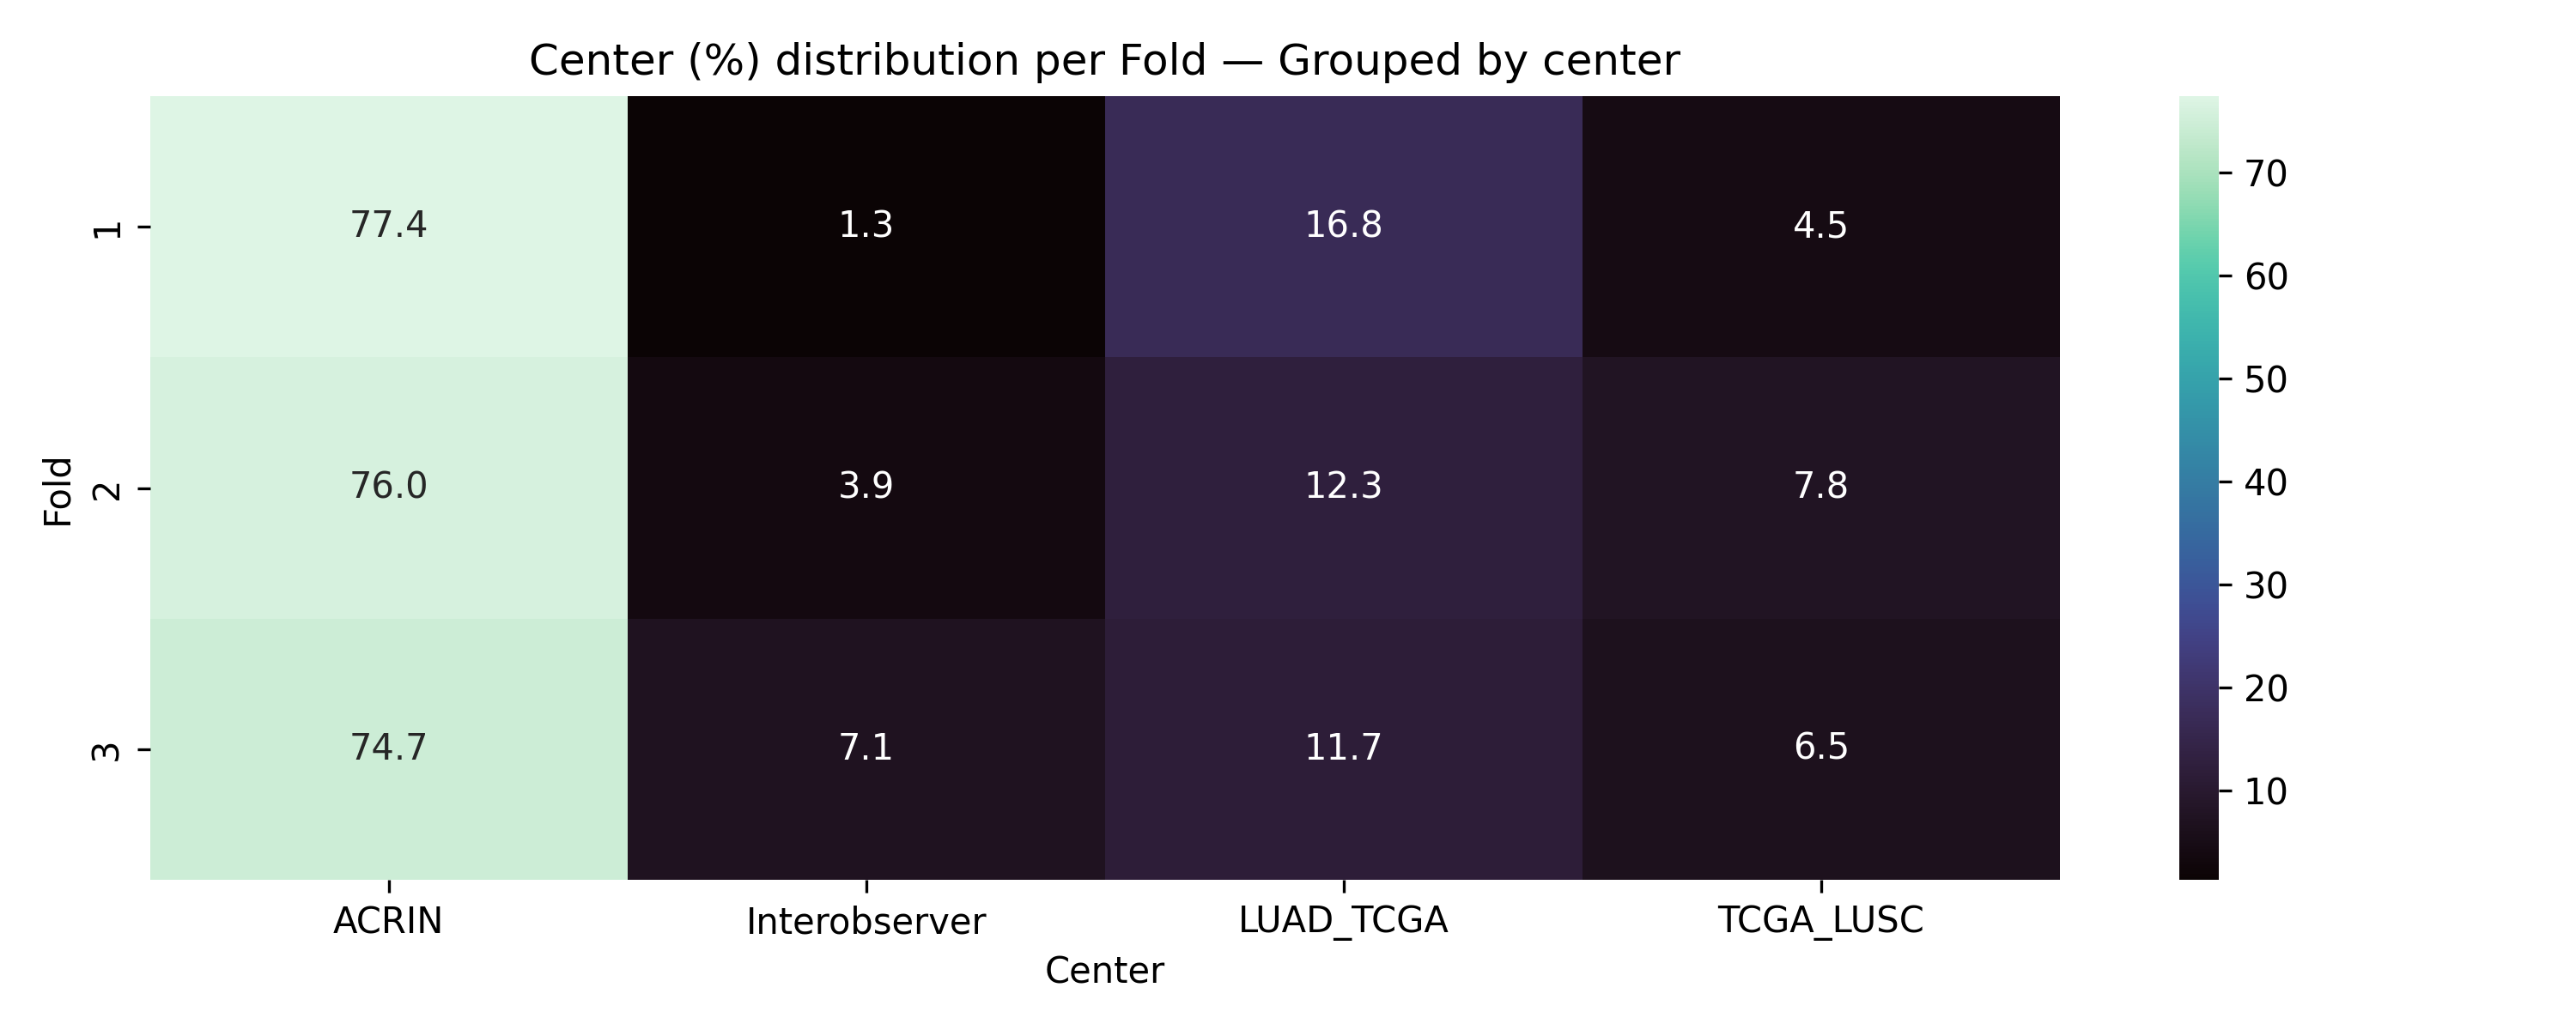 Center (%) distribution per Fold — Grouped by center
Fold
1 77.4 1.3 16.8 4.5
2 76.0 3.9 12.3 7.8
3 74.7 7.1 11.7 6.5
ACRIN Interobserver LUAD_TCGA TCGA_LUSC
Center
70
60
50
40
30
20
10